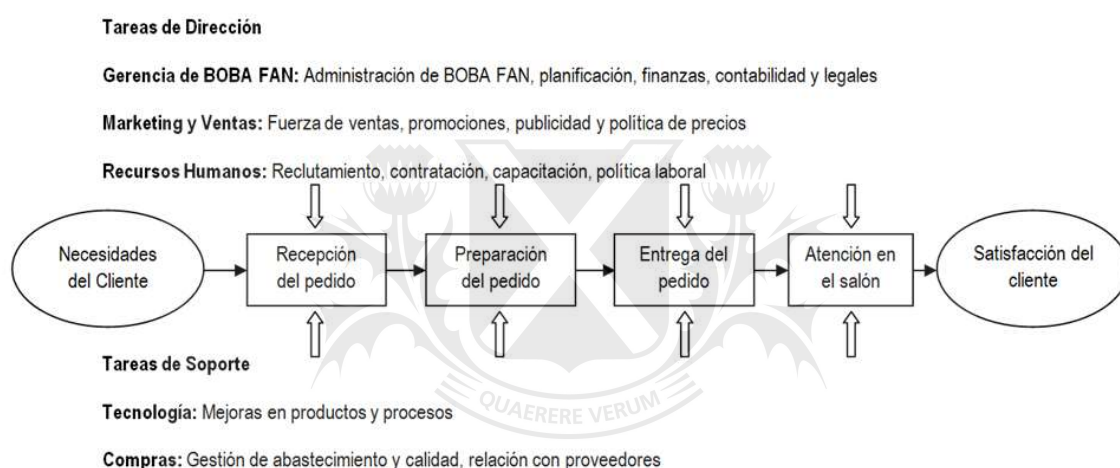 Tareas de Dirección
Gerencia de BOBA FAN: Administración de BOBA FAN, planificación, finanzas, contabilidad y legales
Marketing y Ventas: Fuerza de ventas, promociones, publicidad y política de precios
Recursos Humanos: Reclutamiento, contratación, capacitación, política laboral
Necesidades
del Cliente
Recepción
del pedido
Preparación
del pedido
Entrega del
pedido
Atención en
el salón
Satisfacción del
cliente
Tareas de Soporte
Tecnología: Mejoras en productos y procesos
QUAERERE VERUM
Compras: Gestión de abastecimiento y calidad, relación con proveedores